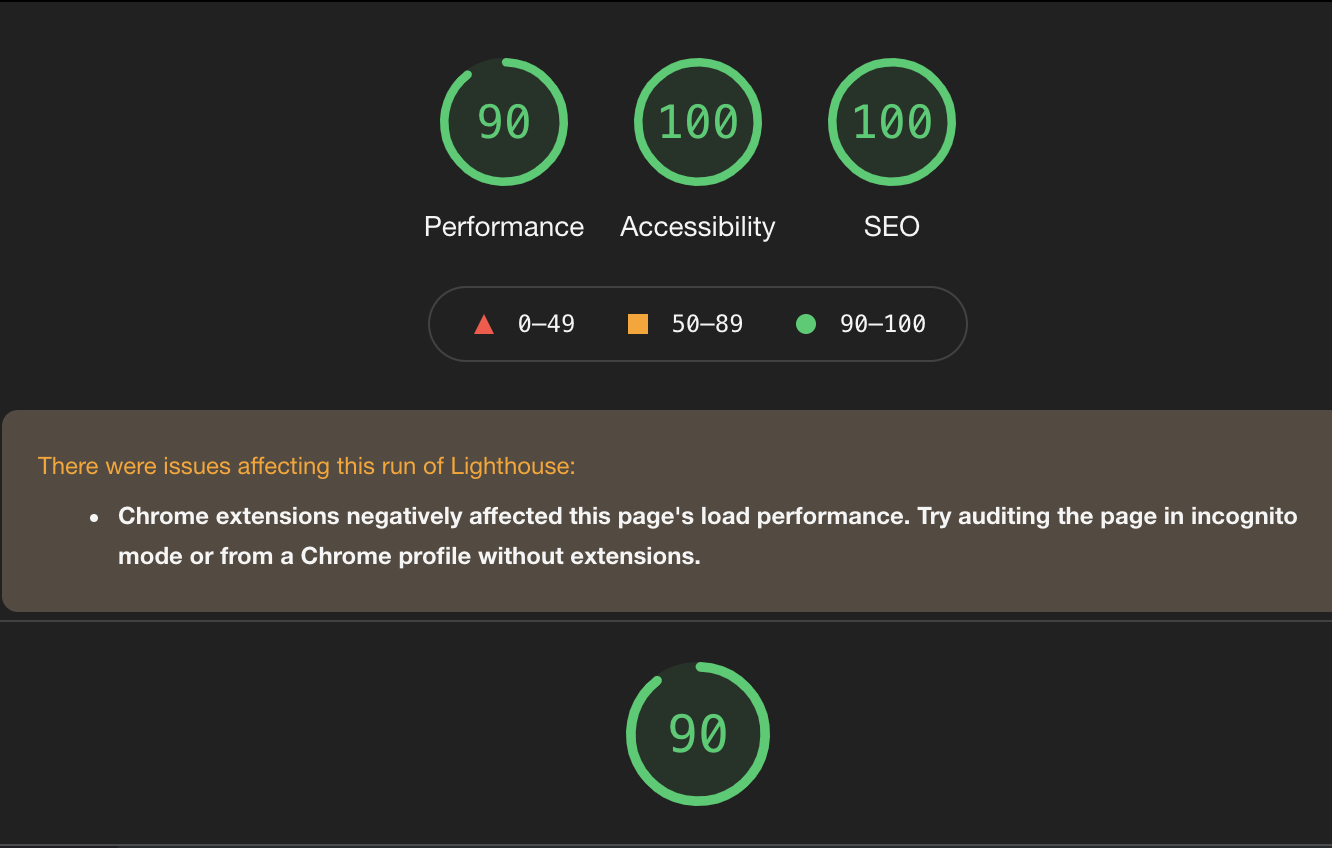 90 100 100
Performance Accessibility SEO
0–49 50–89 90–100
There were issues affecting this run of Lighthouse:
• Chrome extensions negatively affected this page's load performance. Try auditing the page in incognito
mode or from a Chrome profile without extensions.
90